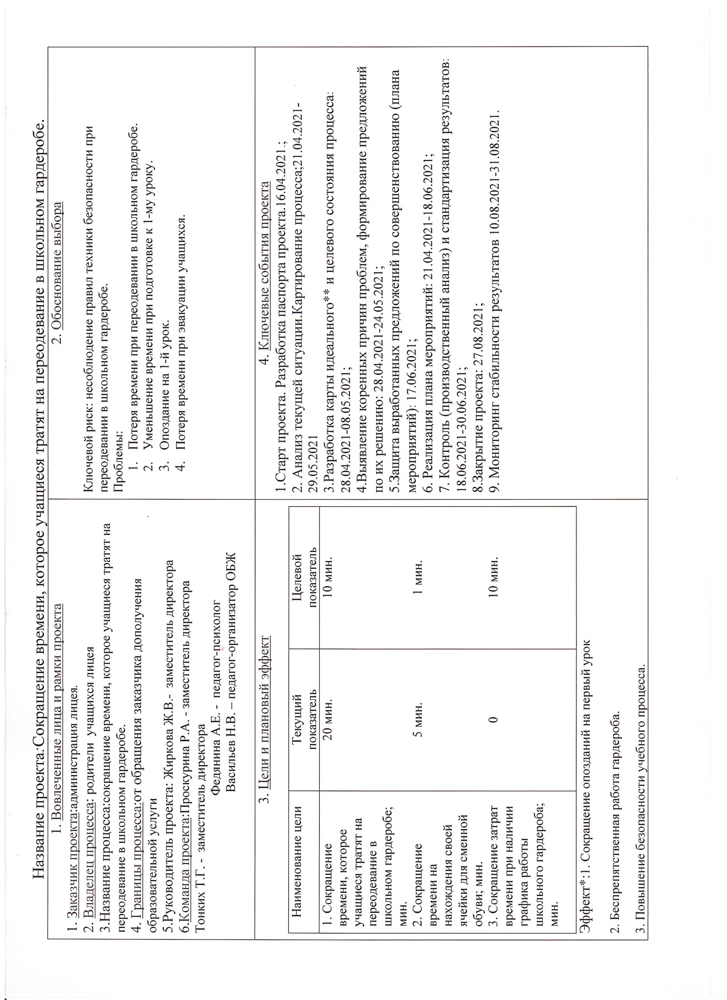 Название проекта:Сокращение времени, которое учащиеся тратят на переодевание в школьном гардеробе.
1. Вовлеченные лица и рамки проекта
1. Заказчик проекта:администрация лицея.
2. Владелец процесса: родители учащихся лицея
3.Название процесса:сокращение времени, которое учащиеся тратят на
переодевание в школьном гардеробе.
4. Границы процесса:от обращения заказчика дополучения
образовательной услуги
5.Руководитель проекта: Жиркова Ж.В.- заместитель директора
6.Команда проекта:Проскурина Р.А. - заместитель директора
Тонких Т.Г. - заместитель директора
Федянина А.Е. - педагог-психолог
Васильев Н.В. – педагог-организатор ОБЖ
2. Обоснование выбора
Ключевой риск: несоблюдение правил техники безопасности при
переодевании в школьном гардеробе.
Проблемы:
1. Потеря времени при переодевании в школьном гардеробе.
2. Уменьшение времени при подготовке к 1-му уроку.
3. Опоздание на 1-й урок.
4. Потеря времени при эвакуации учащихся.
3. Цели и плановый эффект
Наименование цели
Текущий
показатель
Целевой
показатель
1. Сокращение
времени, которое
учащиеся тратят на
переодевание в
школьном гардеробе;
мин.
20 мин.
10 мин.
2. Сокращение
времени на
нахождения своей
ячейки для сменной
обуви; мин.
5 мин.
1 мин.
3. Сокращение затрат
времени при наличии
графика работы
школьного гардероба;
мин.
0
10 мин.
Эффект*:1. Сокращение опозданий на первый урок
2. Беспрепятственная работа гардероба.
3. Повышение безопасности учебного процесса.
4. Ключевые события проекта
1.Старт проекта. Разработка паспорта проекта.16.04.2021.;
2. Анализ текущей ситуации.Картирование процесса;21.04.2021-
29.05.2021
3.Разработка карты идеального** и целевого состояния процесса:
28.04.2021-08.05.2021;
4.Выявление коренных причин проблем, формирование предложений
по их решению: 28.04.2021-24.05.2021;
5.Защита выработанных предложений по совершенствованию (плана
мероприятий): 17.06.2021;
6. Реализация плана мероприятий: 21.04.2021-18.06.2021;
7. Контроль (производственный анализ) и стандартизация результатов:
18.06.2021-30.06.2021;
8.Закрытие проекта: 27.08.2021;
9. Мониторинг стабильности результатов 10.08.2021-31.08.2021.